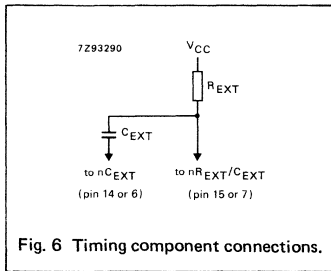 7Z93290
VCC
REXT
CEXT
to nCEXT
to nREXT/CEXT
(pin 14 or 6)
(pin 15 or 7)
Fig. 6 Timing component connections.